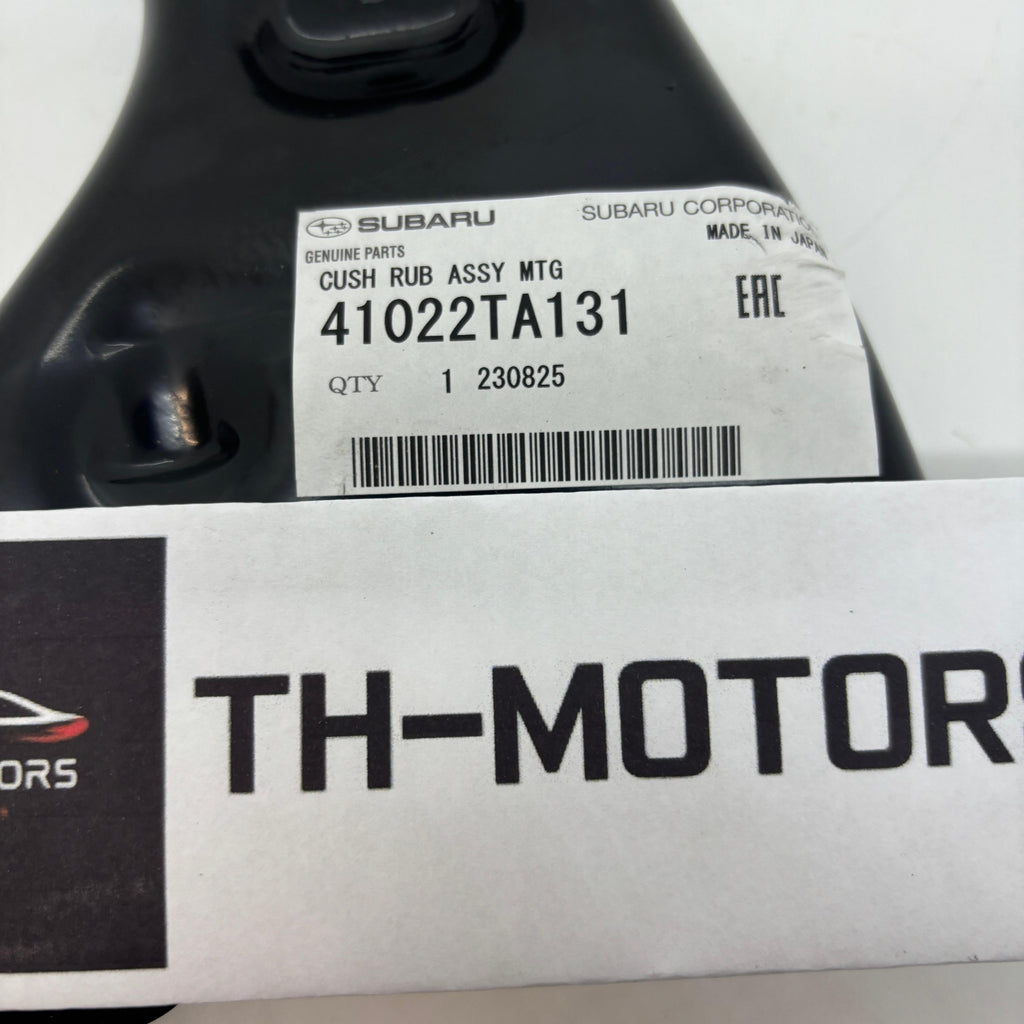 SUBARU
SUBARU CORPORATION
MADE IN JAPAN
GENUINE PARTS
CUSH RUB ASSY MTG
41022TA131
EAC
QTY 1 230825
TH-MOTORS
ORS